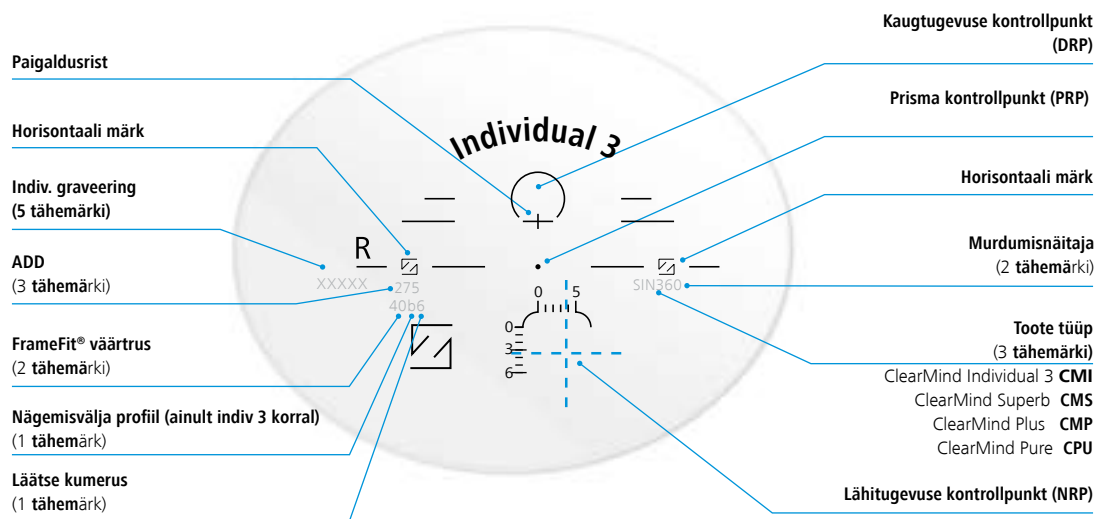 Paigaldusrist
Horisontaali märk
Indiv. graveering
(5 tähemärki)
ADD
(3 tähemärki)
FrameFit® väärtrus
(2 tähemärki)
Nägemisvälja profiil (ainult indiv 3 korral)
(1 tähemärk)
Läätse kumerus
(1 tähemärk)
Individual 3
R
XXXXX
275
40b6
SIN360
0 5
0
3
6
Kaugtugevuse kontrollpunkt
(DRP)
Prisma kontrollpunkt (PRP)
Horisontaali märk
Murdumisnäitaja
(2 tähemärki)
Toote tüüp
(3 tähemärki)
ClearMind Individual 3 CMI
ClearMind Superb CMS
ClearMind Plus CMP
ClearMind Pure CPU
Lähitugevuse kontrollpunkt (NRP)